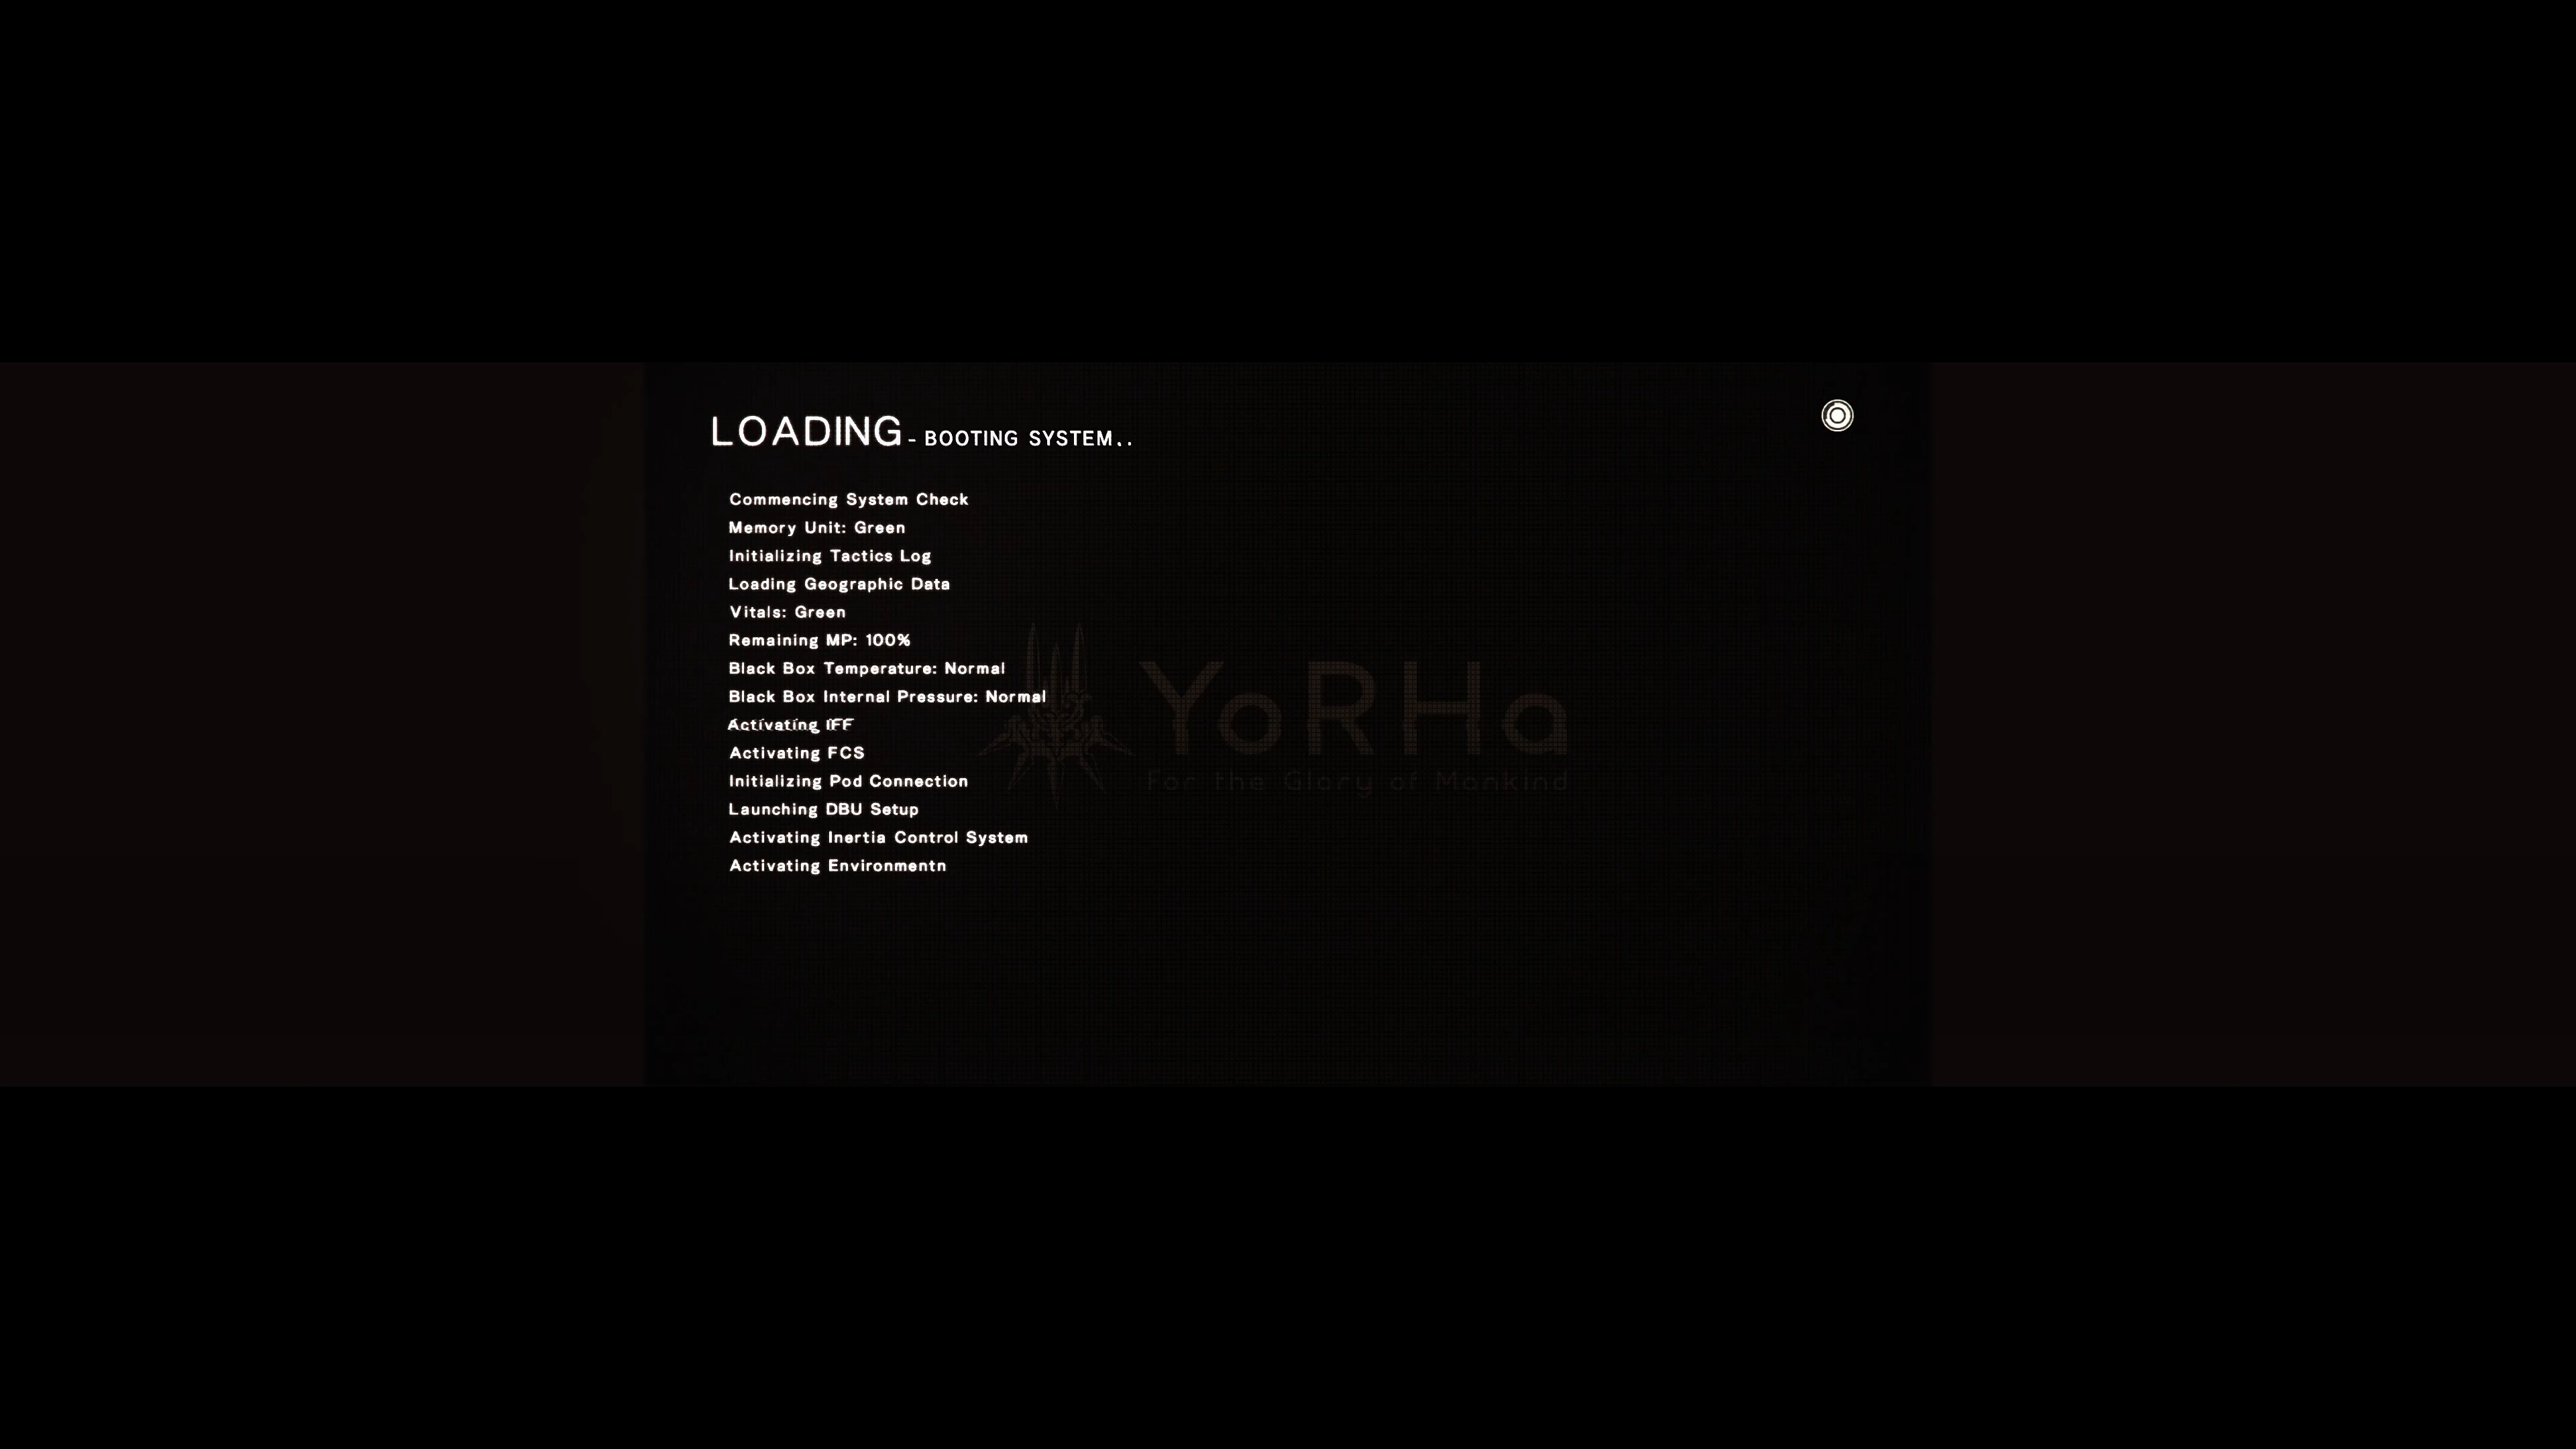 LOADING - BOOTING SYSTEM..
Commencing System Check
Memory Unit: Green
Initializing Tactics Log
Loading Geographic Data
Vitals: Green
Remaining MP: 100%
Black Box Temperature: Normal
Black Box Internal Pressure: Normal
Activating IFF
Activating FCS
Initializing Pod Connection
Launching DBU Setup
Activating Inertia Control System
Activating Environmentn
YoRHa
For the Glory of Mankind